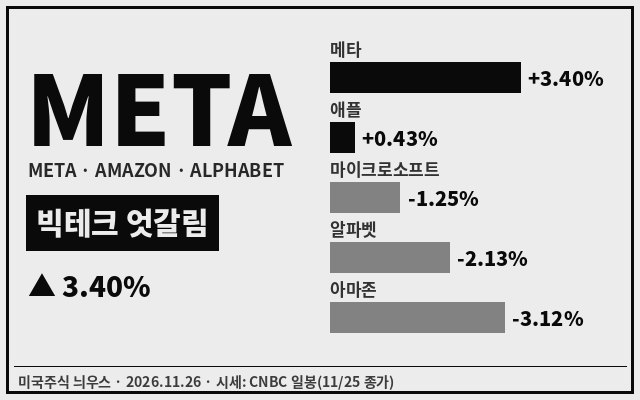 META
META · AMAZON · ALPHABET
빅테크 엇갈림
▲ 3.40%
메타
+3.40%
애플
+0.43%
마이크로소프트
-1.25%
알파벳
-2.13%
아마존
-3.12%
미국주식 늬우스 · 2026.11.26 · 시세: CNBC 일봉(11/25 종가)